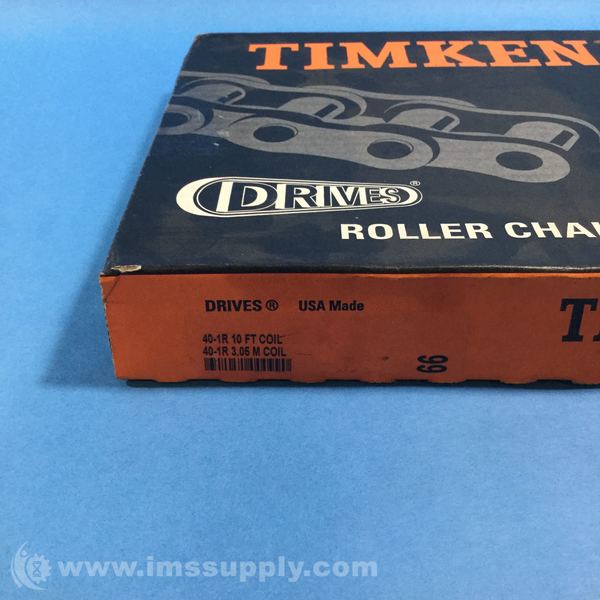 TIMKEN
DRIVES®
ROLLER CHAI
DRIVES® USA Made
40-1R 10 FT COIL
40-1R 3.05 M COIL
66
www.imssupply.com